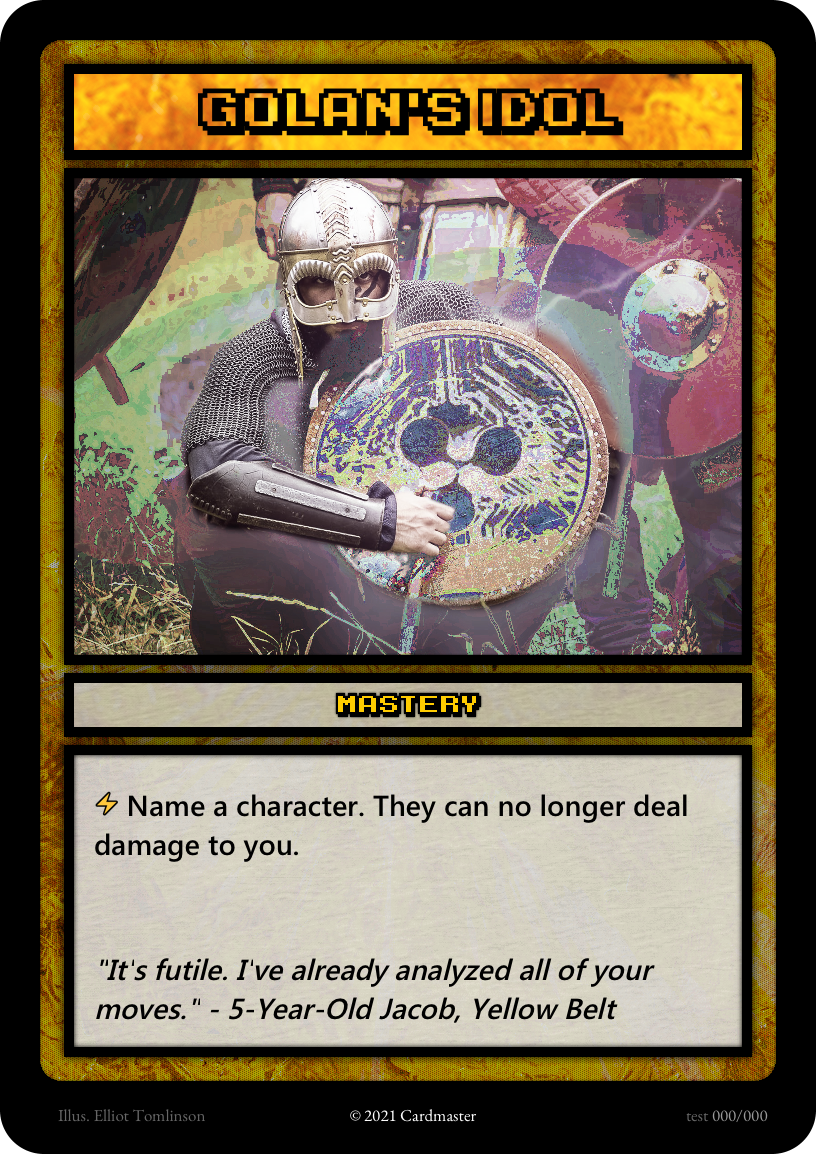 GOLAN'S IDOL
MASTERY
⚡ Name a character. They can no longer deal
damage to you.
"It's futile. I've already analyzed all of your
moves." - 5-Year-Old Jacob, Yellow Belt
Illus. Elliot Tomlinson © 2021 Cardmaster test 000/000